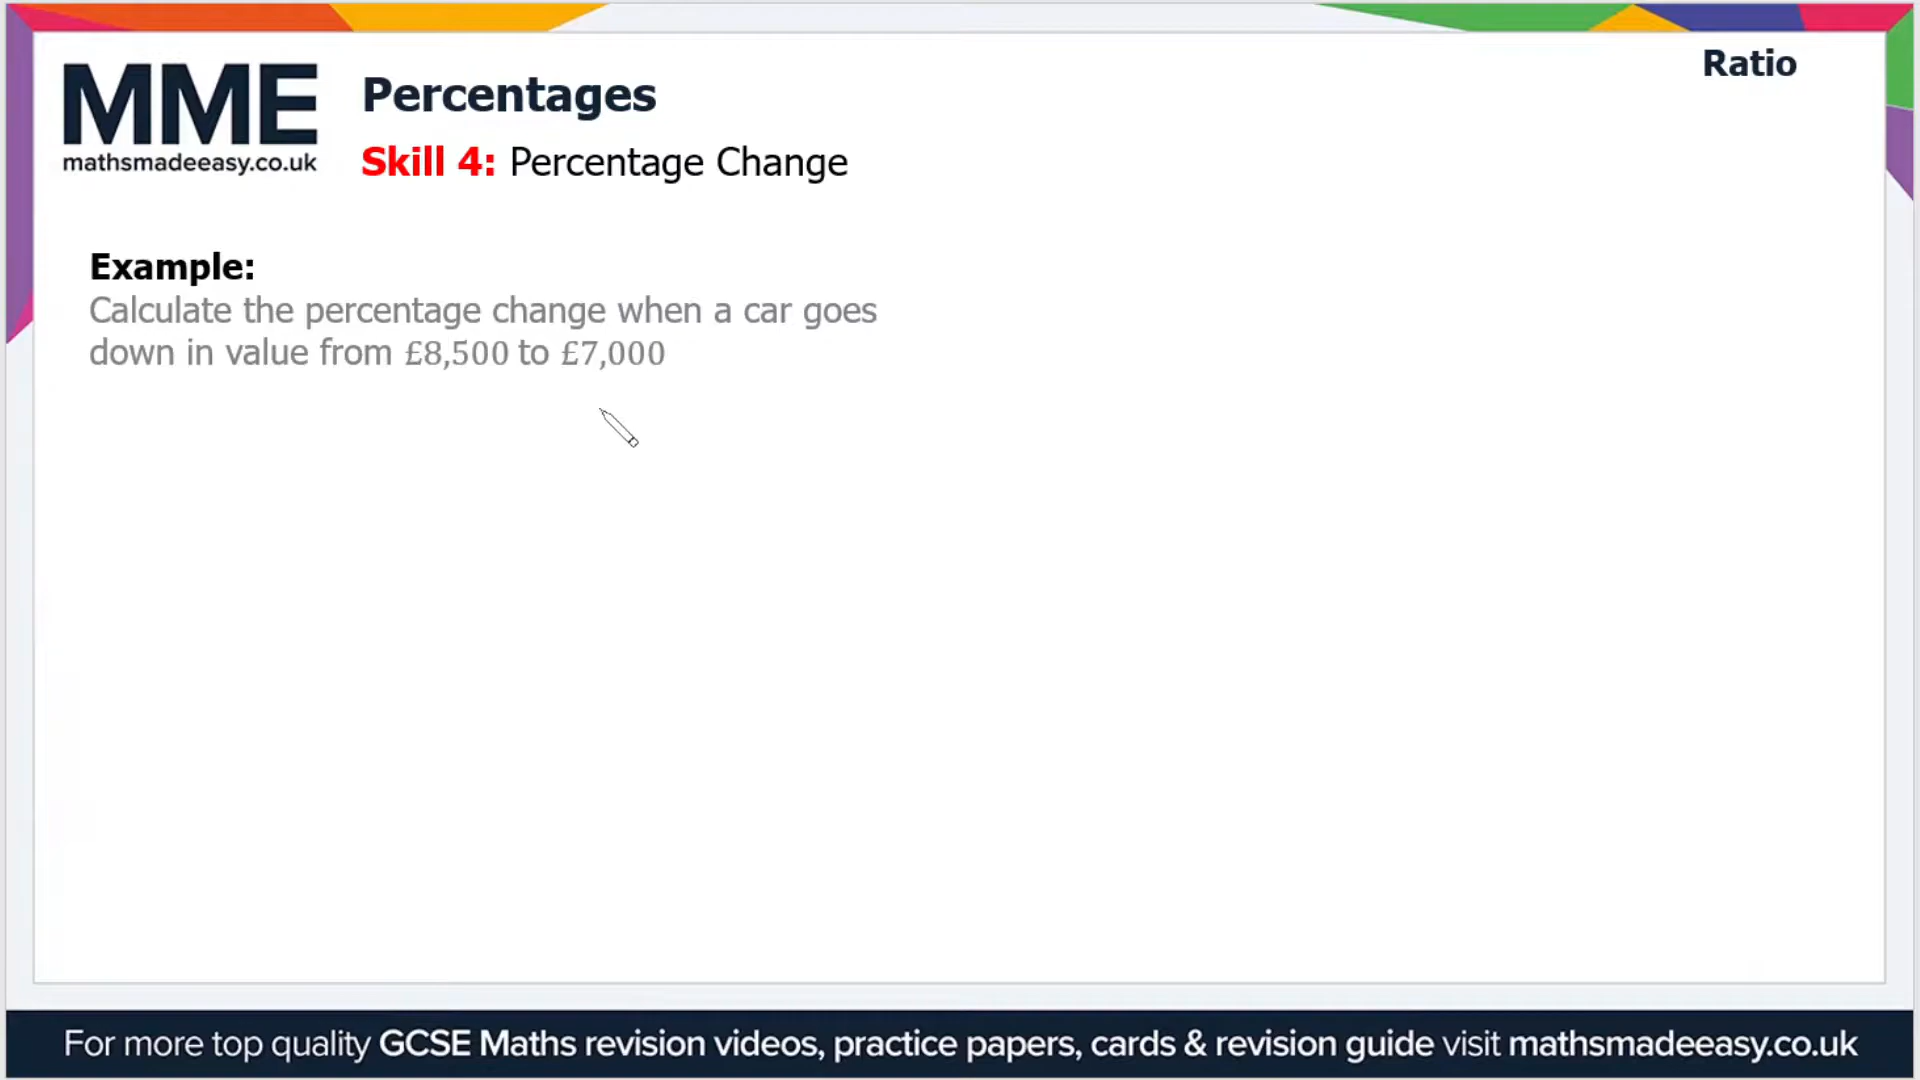 MME
mathsmadeeasy.co.uk
Percentages
Ratio
Skill 4: Percentage Change
Example:
Calculate the percentage change when a car goes
down in value from £8,500 to £7,000
For more top quality GCSE Maths revision videos, practice papers, cards & revision guide visit mathsmadeeasy.co.uk